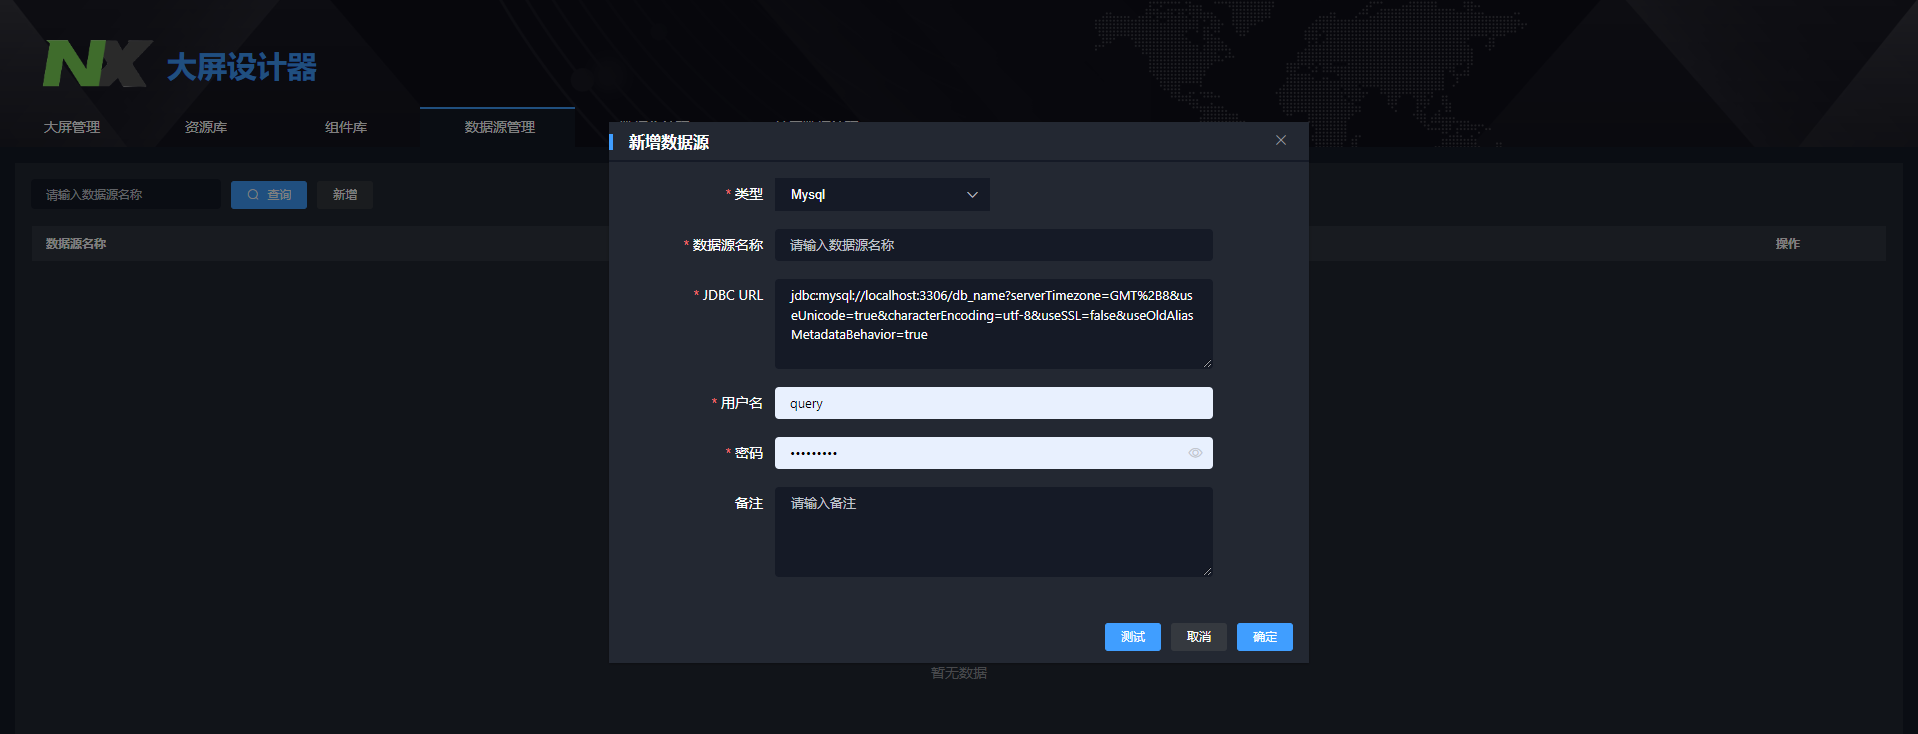 NX 大屏设计器
大屏管理 资源库 组件库 数据源管理
新增数据源
请输入数据源名称 查询 新增
数据源名称 操作
* 类型 Mysql
* 数据源名称 请输入数据源名称
* JDBC URL jdbc:mysql://localhost:3306/db_name?serverTimezone=GMT%2B8&us
eUnicode=true&characterEncoding=utf-8&useSSL=false&useOldAlias
MetadataBehavior=true
* 用户名 query
* 密码 •••••••••
备注 请输入备注
测试 取消 确定
暂无数据